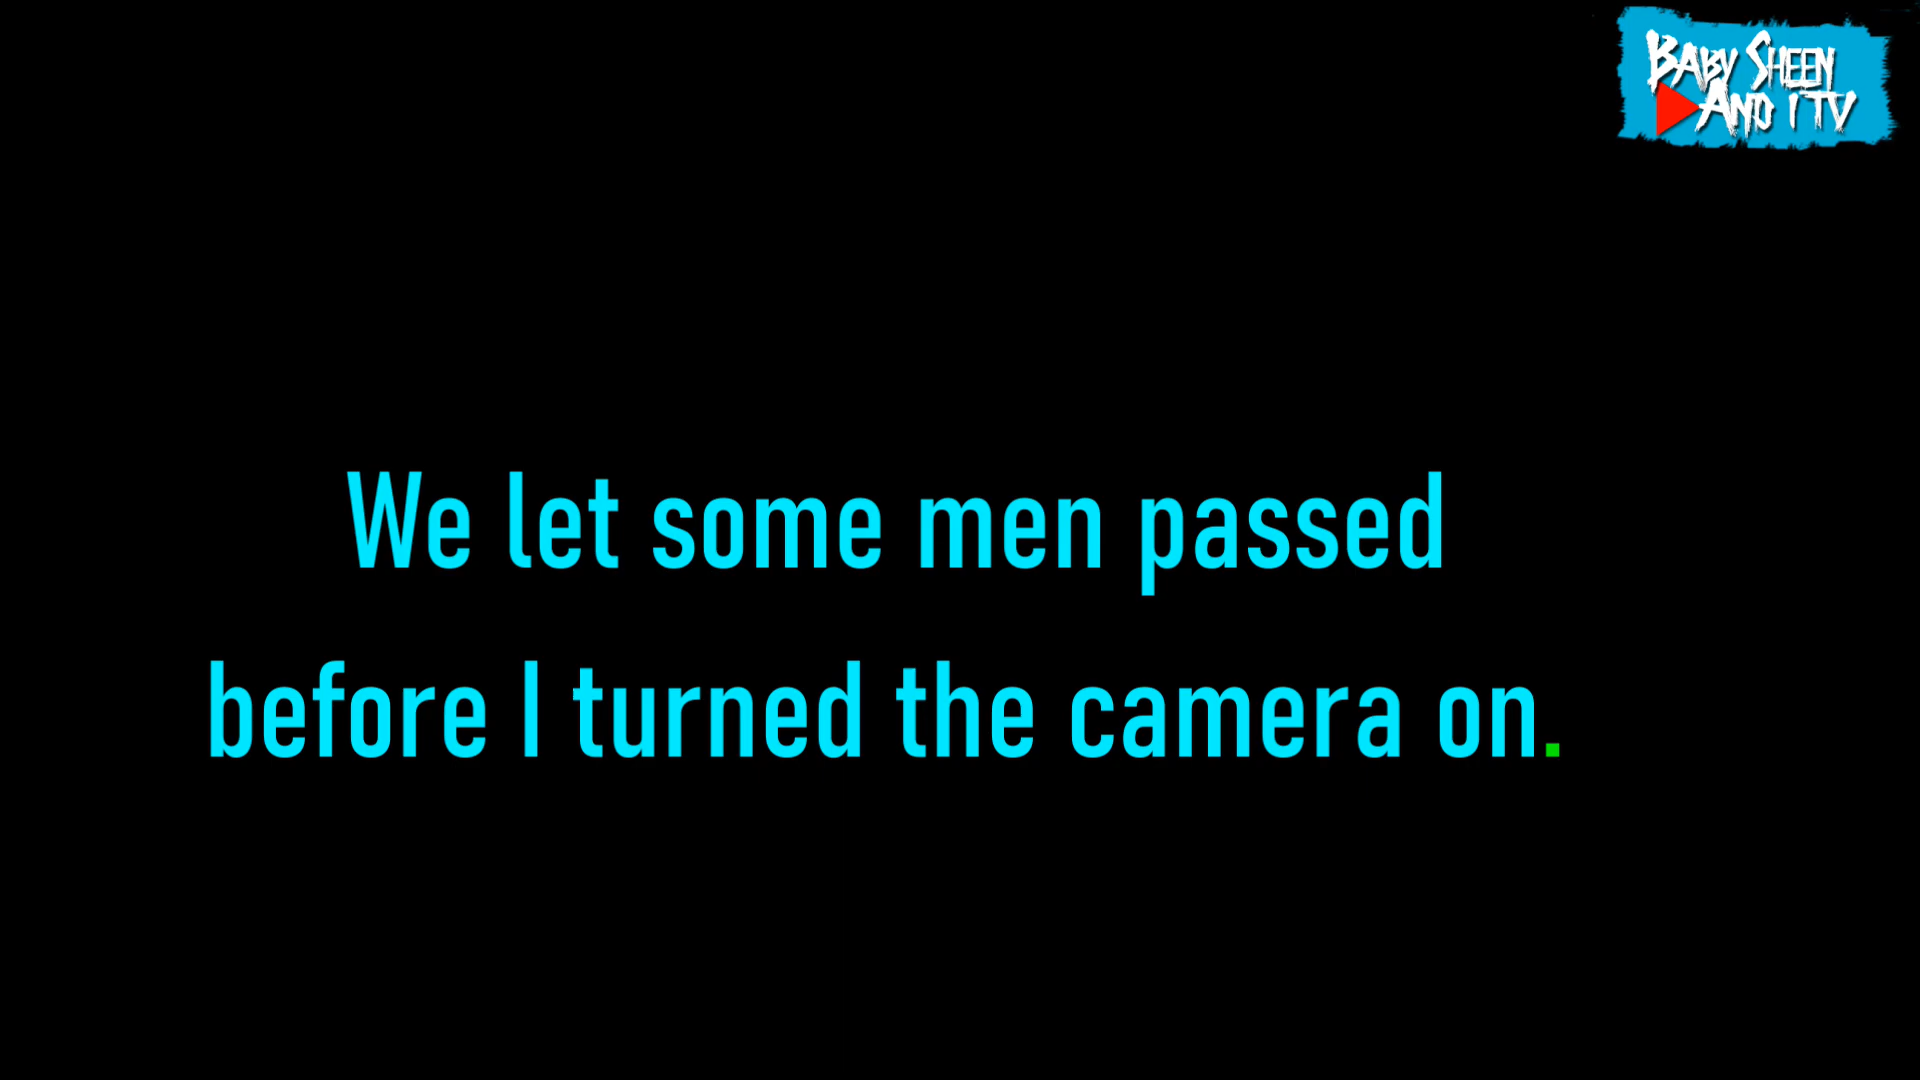 BABY SHEEN
AND I TV
We let some men passed
before I turned the camera on.